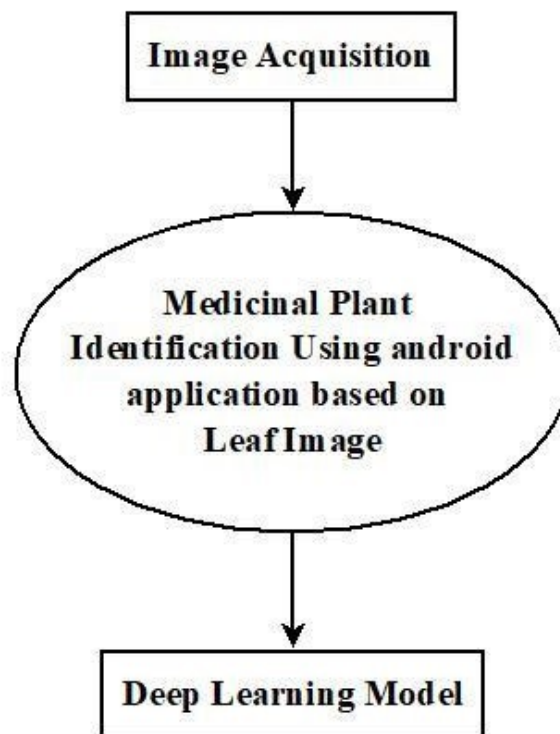 Image Acquisition
Medicinal Plant
Identification Using android
application based on
Leaf Image
Deep Learning Model